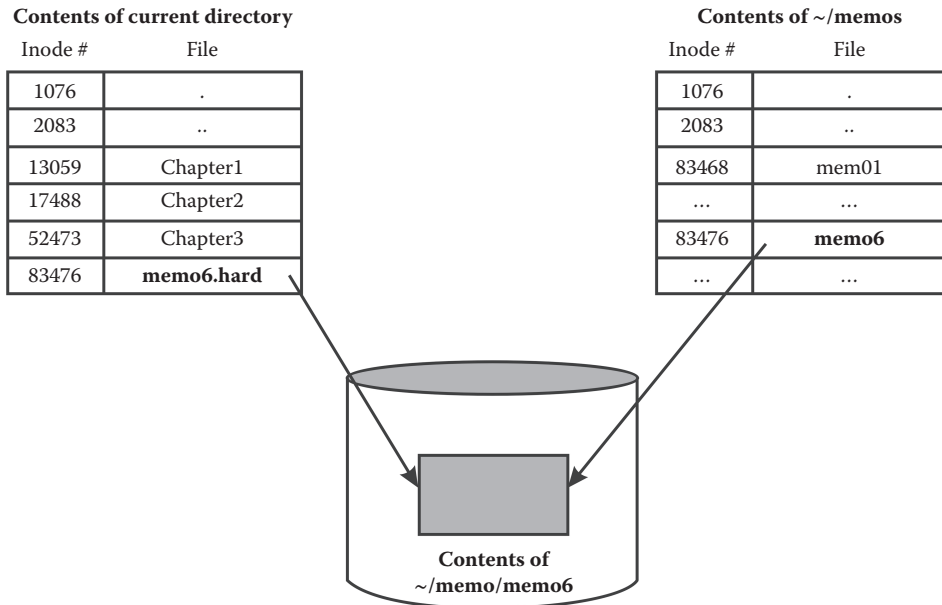 Contents of current directory
Inode # File
1076 .
2083 ..
13059 Chapter1
17488 Chapter2
52473 Chapter3
83476 memo6.hard
Contents of ~/memos
Inode # File
1076 .
2083 ..
83468 mem01
... ...
83476 memo6
... ...
Contents of
~/memo/memo6